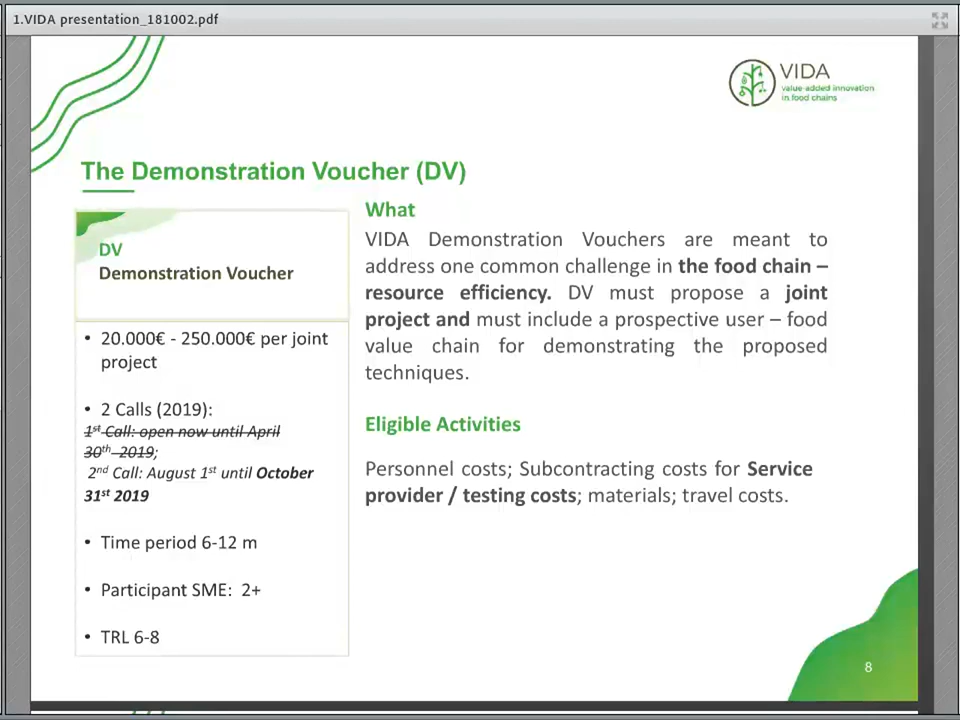 1.VIDA presentation_181002.pdf
VIDA
value-added innovation
in food chains
The Demonstration Voucher (DV)
DV
Demonstration Voucher
• 20.000€ - 250.000€ per joint
project
• 2 Calls (2019):
1st Call: open now until April
30th 2019;
2nd Call: August 1st until October
31st 2019
• Time period 6-12 m
• Participant SME: 2+
• TRL 6-8
What
VIDA Demonstration Vouchers are meant to
address one common challenge in the food chain –
resource efficiency. DV must propose a joint
project and must include a prospective user – food
value chain for demonstrating the proposed
techniques.
Eligible Activities
Personnel costs; Subcontracting costs for Service
provider / testing costs; materials; travel costs.
8